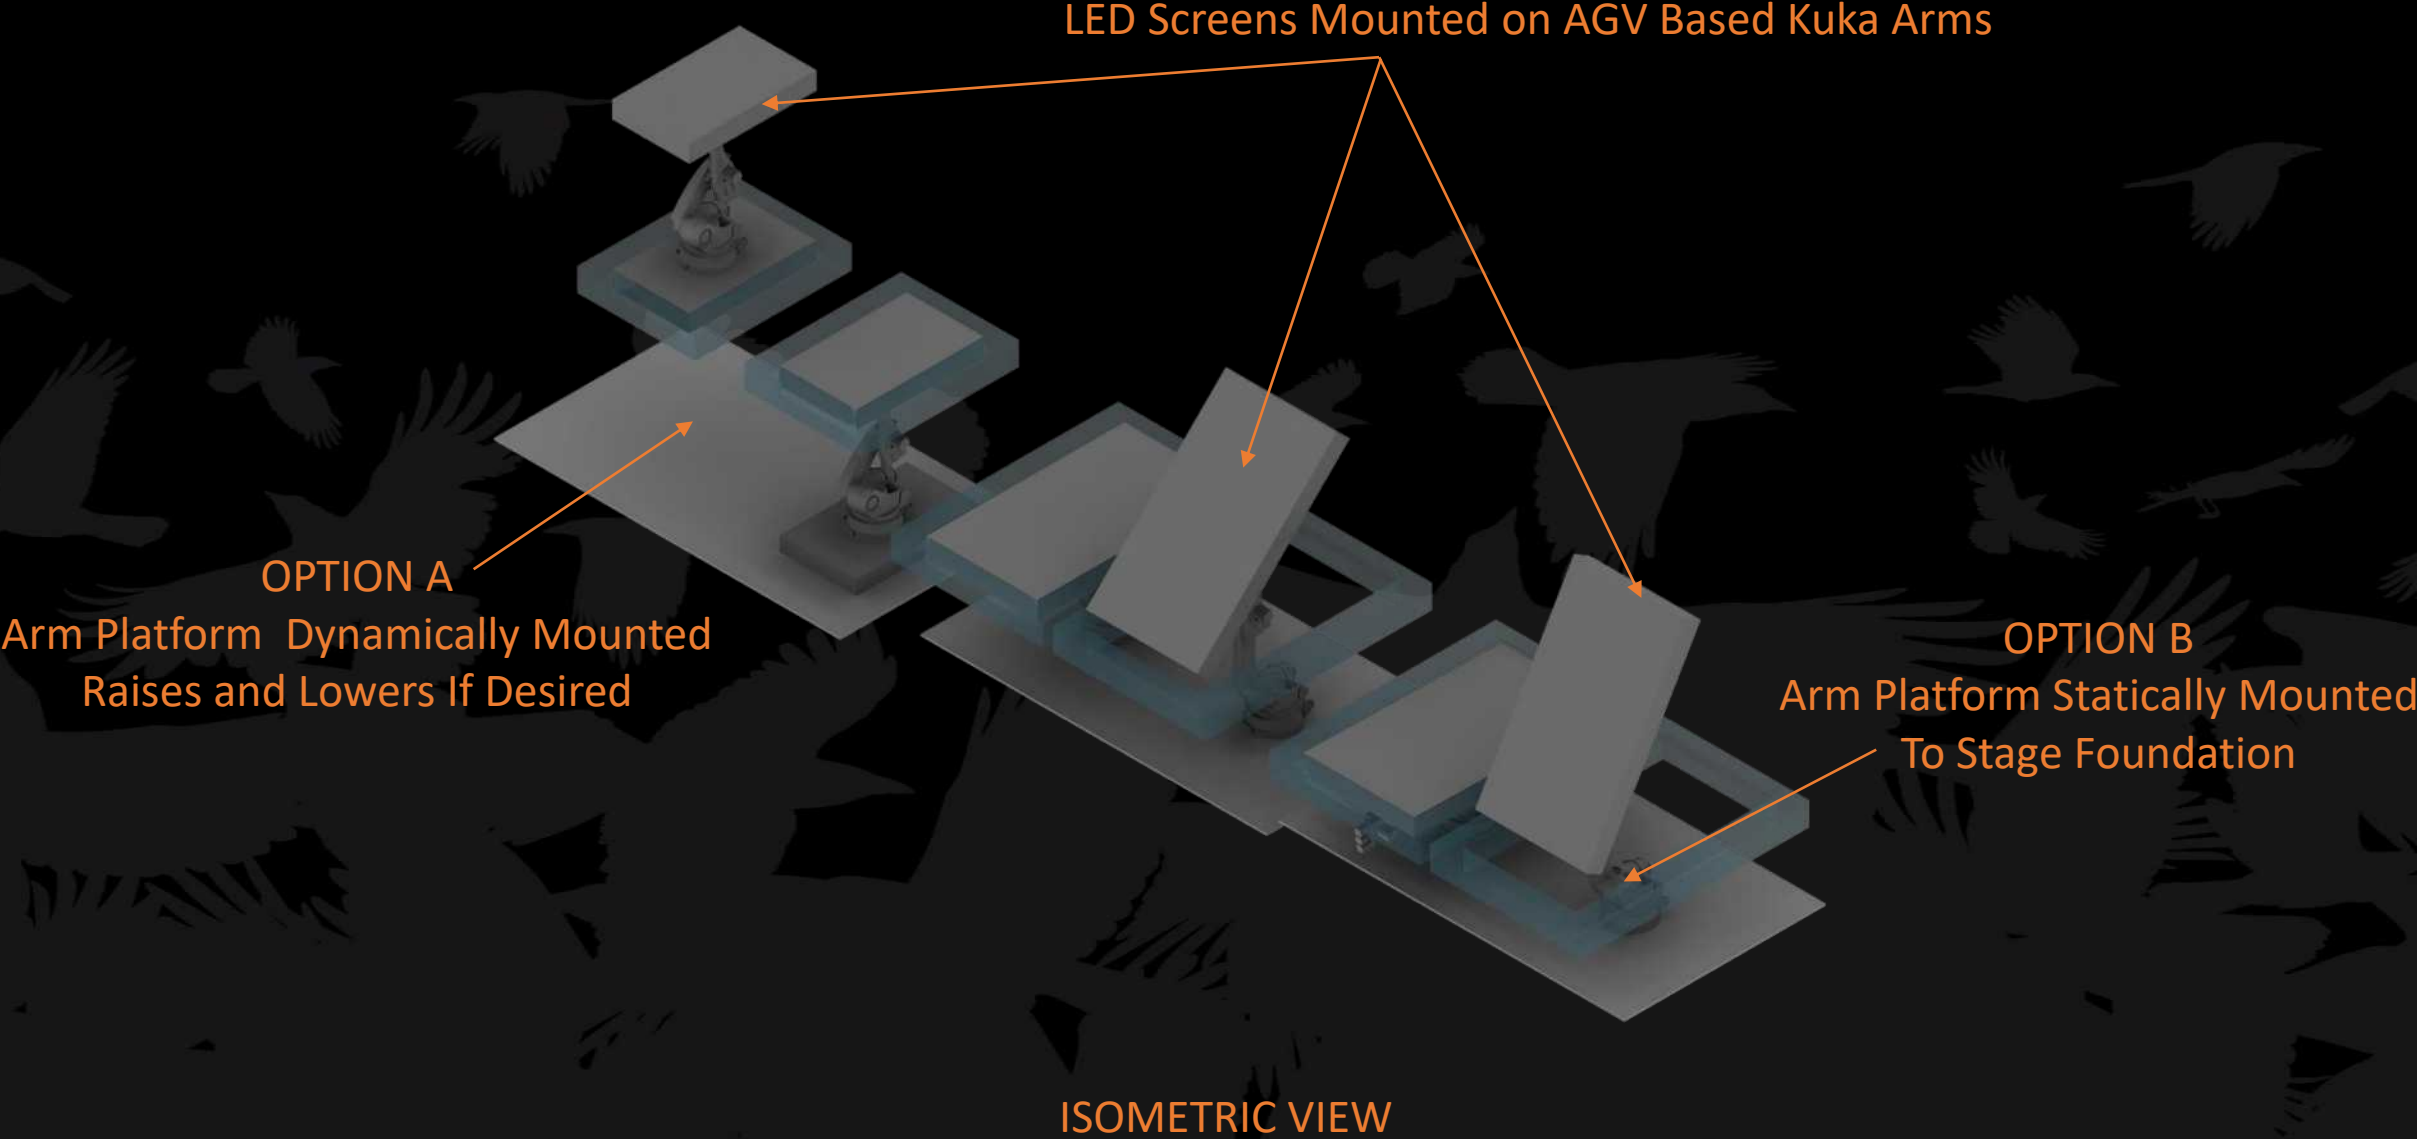 LED Screens Mounted on AGV Based Kuka Arms
OPTION A
Arm Platform  Dynamically Mounted
Raises and Lowers If Desired
OPTION B
Arm Platform Statically Mounted
To Stage Foundation
ISOMETRIC VIEW